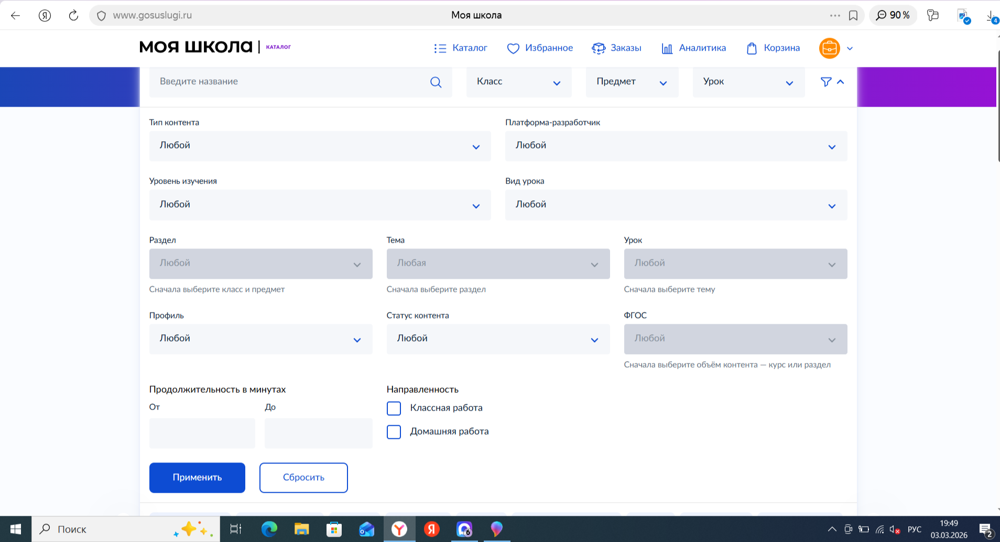 www.gosuslugi.ru
Моя школа
90 %
4
МОЯ ШКОЛА | КАТАЛОГ
Каталог
Избранное
Заказы
Аналитика
Корзина
Введите название
Класс
Предмет
Урок
Тип контента
Платформа-разработчик
Любой
Любой
Уровень изучения
Вид урока
Любой
Любой
Раздел
Тема
Урок
Любой
Любая
Любой
Сначала выберите класс и предмет
Сначала выберите раздел
Сначала выберите тему
Профиль
Статус контента
ФГОС
Любой
Любой
Любой
Сначала выберите объём контента — курс или раздел
Продолжительность в минутах
Направленность
От
До
Классная работа
Домашняя работа
Применить
Сбросить
Поиск
6
РУС
19:49
03.03.2026
2